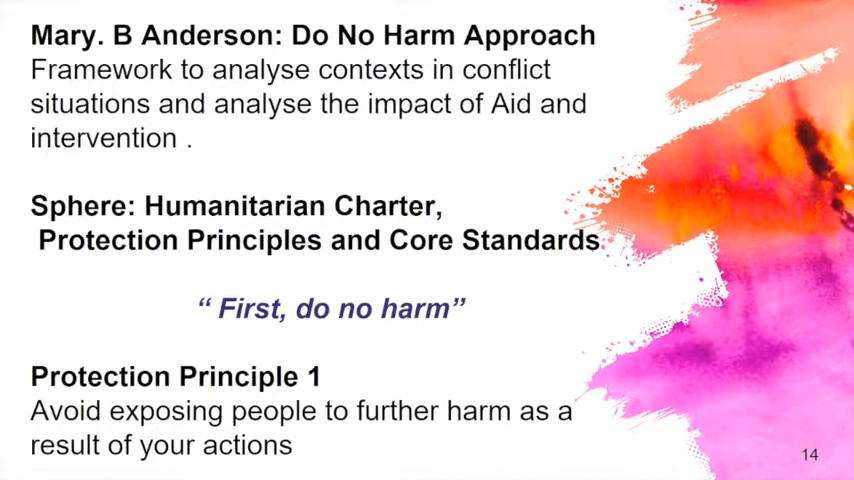 Mary. B Anderson: Do No Harm Approach
Framework to analyse contexts in conflict
situations and analyse the impact of Aid and
intervention .
Sphere: Humanitarian Charter,
Protection Principles and Core Standards
“ First, do no harm”
Protection Principle 1
Avoid exposing people to further harm as a
result of your actions
14